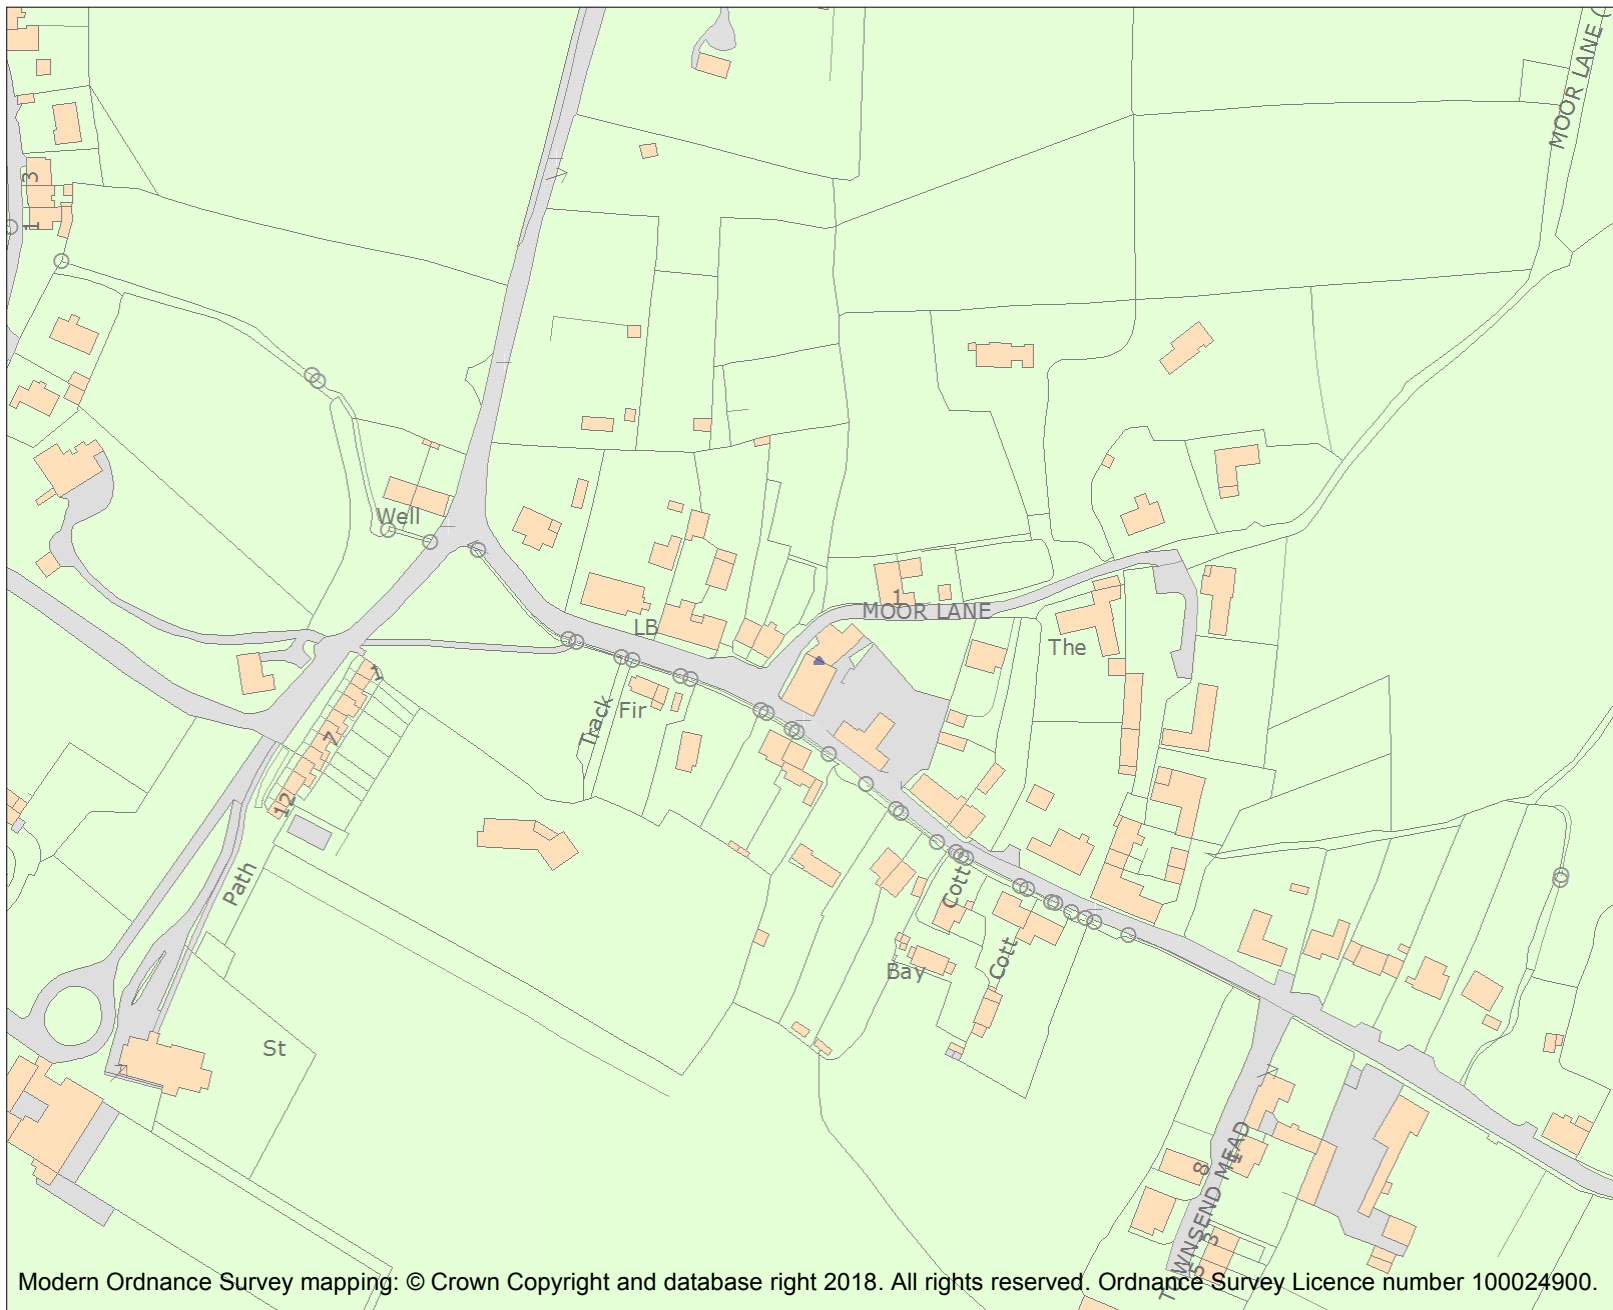 MOOR LANE (
3
1
Well
MOOR LANE
1
LB
The
1
Fir
Track
7
12
Cott
Path
Cott
Bay
St
TOWNSEND MEAD
8
3
5
Modern Ordnance Survey mapping: © Crown Copyright and database right 2018. All rights reserved. Ordnance Survey Licence number 100024900.